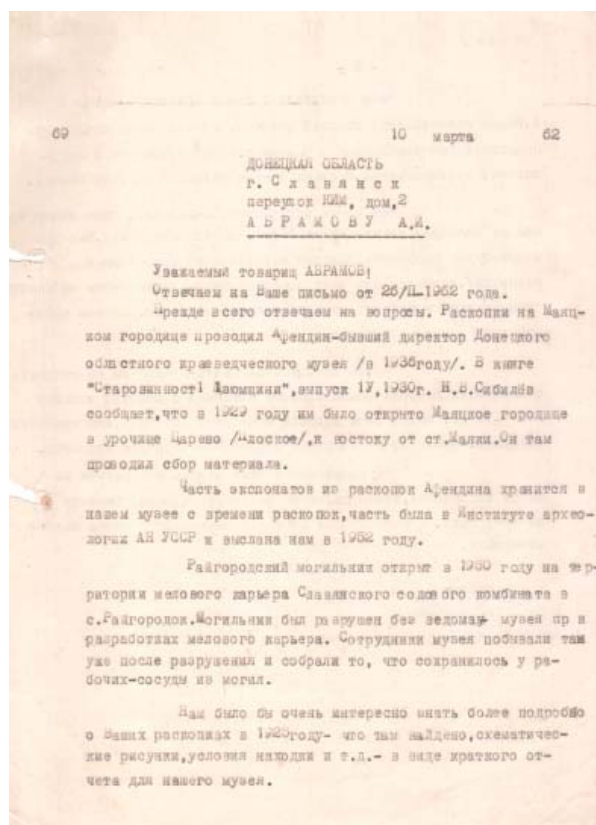 69 10 марта 62
ДОНЕЦКАЯ ОБЛАСТЬ
г. С л а в я н с к
переулок КИМ, дом,2
А Б Р А М О В У А.И.
Уважаемый товарищ АБРАМОВ!
Отвечаем на Ваше письмо от 26/П-1962 года.
Прежде всего отвечаем на вопросы. Раскопки на Маяц-
ком городище проводил Арендин-бывший директор Донецкого
областного краеведческого музея /в 1936году/. В книге
"Старовинност1 1зюмщини",выпуск 1У,1930г. Н.В.Сибилёв
сообщает,что в 1929 году им было открыто Маяцкое городище
в урочище Царево /Плоское/,к востоку от ст.Маяки.Он там
проводил сбор материала.
Часть экспонатов из раскопок Арендина хранится в
нашем музее с времени раскопок,часть была в Институте архео-
логии АН УССР и выслана нам в 1952 году.
Райгородский могильник открыт в 1950 году на тер-
ритории мелового карьера Славянского содового комбината в
с.Райгородок.Могильник был разрушен без ведома музея пр и
разработках мелового карьера. Сотрудники музея побывали там
уже после разрушения и собрали то, что сохранилось у ра-
бочих-сосуды из могил.
Нам было бы очень интересно знать более подробно
о Ваших раскопках в году- что там найдено,схематичес-
кие рисунки,условия находки и т.д.- в виде краткого от-
чета для нашего музея.